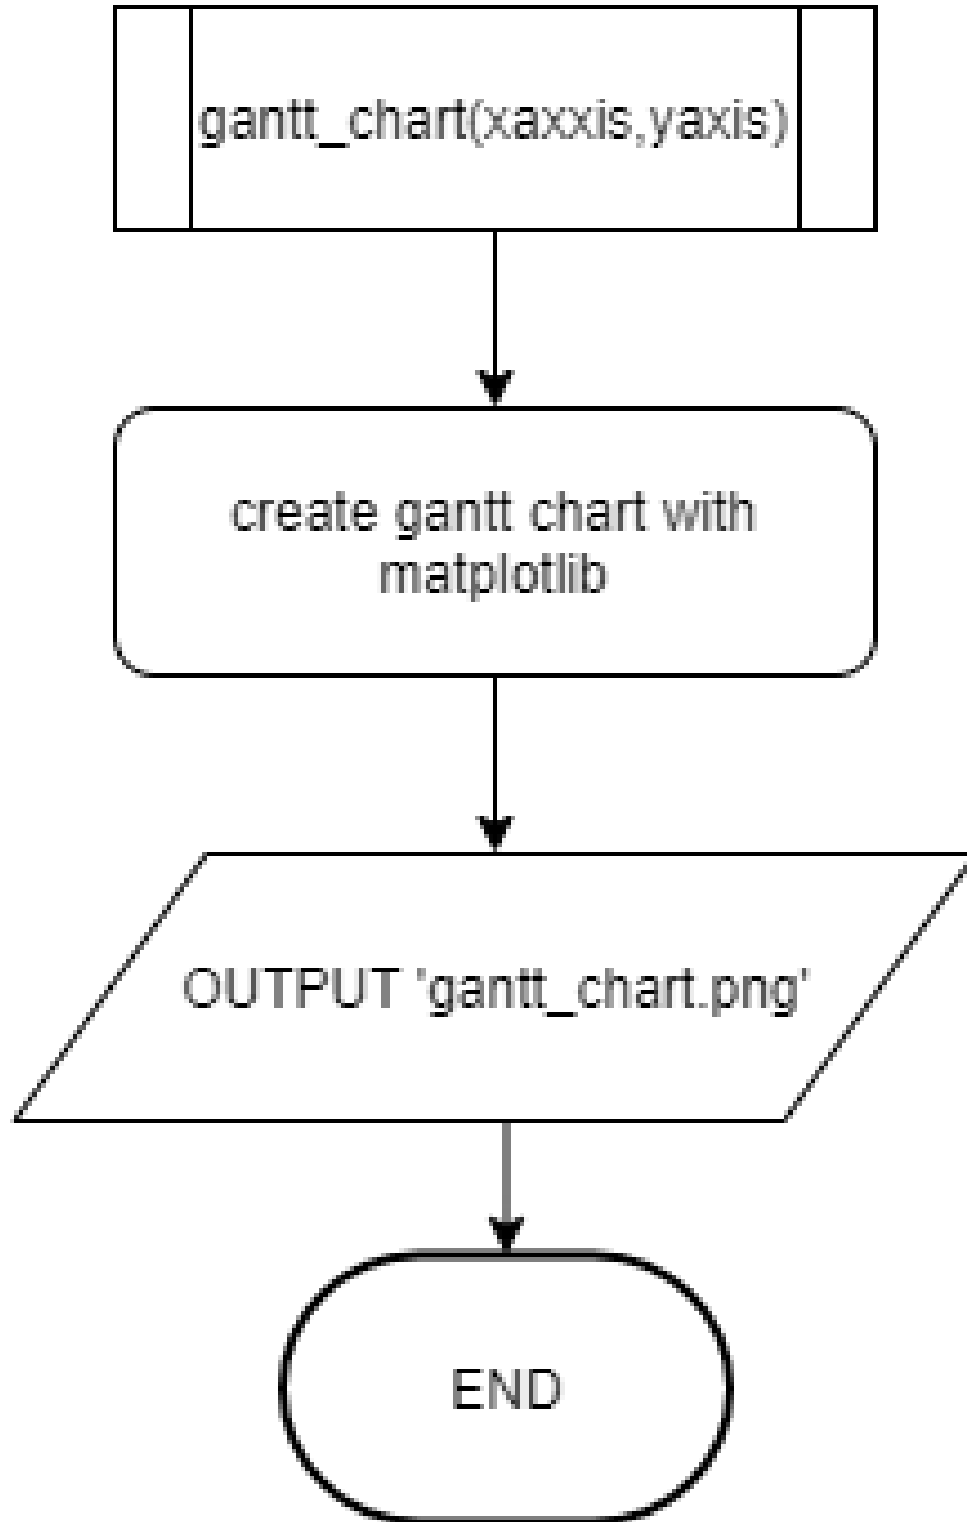 gantt_chart(xaxxis,yaxis)
create gantt chart with
matplotlib
OUTPUT 'gantt_chart.png'
END